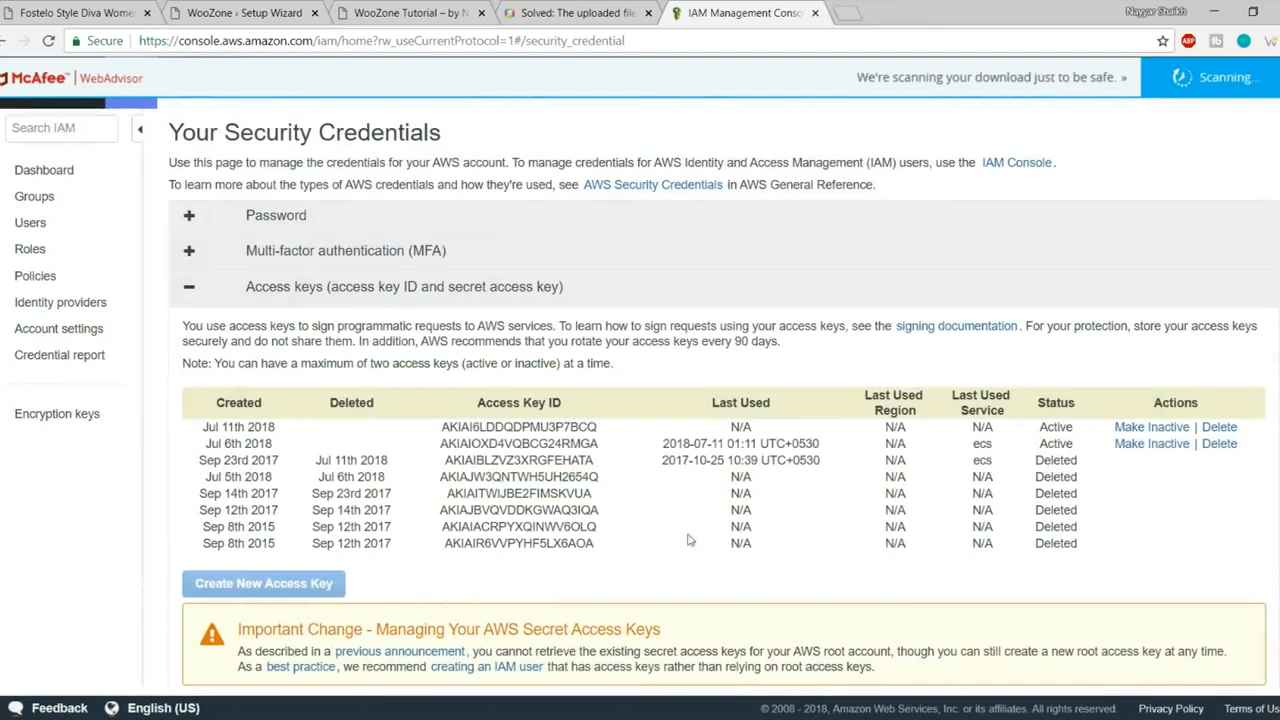 Fostelo Style Diva Wome
WooZone › Setup Wizard
WooZone Tutorial – by N
Solved: The uploaded file
IAM Management Conso
Nayyar Shaikh
Secure https://console.aws.amazon.com/iam/home?rw_useCurrentProtocol=1#/security_credential
ABP
McAfee™ | WebAdvisor
We're scanning your download just to be safe. »
Scanning...
Search IAM
Dashboard
Groups
Users
Roles
Policies
Identity providers
Account settings
Credential report
Encryption keys
Your Security Credentials
Use this page to manage the credentials for your AWS account. To manage credentials for AWS Identity and Access Management (IAM) users, use the IAM Console.
To learn more about the types of AWS credentials and how they're used, see AWS Security Credentials in AWS General Reference.
Password
Multi-factor authentication (MFA)
Access keys (access key ID and secret access key)
You use access keys to sign programmatic requests to AWS services. To learn how to sign requests using your access keys, see the signing documentation. For your protection, store your access keys
securely and do not share them. In addition, AWS recommends that you rotate your access keys every 90 days.
Note: You can have a maximum of two access keys (active or inactive) at a time.
Created Deleted Access Key ID Last Used Last Used Region Last Used Service Status Actions
Jul 11th 2018 AKIAI6LDDQDPMU3P7BCQ N/A N/A N/A Active Make Inactive | Delete
Jul 6th 2018 AKIAIOXD4VQBCG24RMGA 2018-07-11 01:11 UTC+0530 N/A ecs Active Make Inactive | Delete
Sep 23rd 2017 Jul 11th 2018 AKIAIBLZVZ3XRGFEHATA 2017-10-25 10:39 UTC+0530 N/A ecs Deleted
Jul 5th 2018 Jul 6th 2018 AKIAJW3QNTWH5UH2654Q N/A N/A N/A Deleted
Sep 14th 2017 Sep 23rd 2017 AKIAITWIJBE2FIMSKVUA N/A N/A N/A Deleted
Sep 12th 2017 Sep 14th 2017 AKIAJBVQVDDKGWAQ3IQA N/A N/A N/A Deleted
Sep 8th 2015 Sep 12th 2017 AKIAIACRPYXQINWV6OLQ N/A N/A N/A Deleted
Sep 8th 2015 Sep 12th 2017 AKIAIR6VVPYHF5LX6AOA N/A N/A N/A Deleted
Create New Access Key
Important Change - Managing Your AWS Secret Access Keys
As described in a previous announcement, you cannot retrieve the existing secret access keys for your AWS root account, though you can still create a new root access key at any time.
As a best practice, we recommend creating an IAM user that has access keys rather than relying on root access keys.
Feedback English (US)
© 2008 - 2018, Amazon Web Services, Inc. or its affiliates. All rights reserved. Privacy Policy Terms of Us